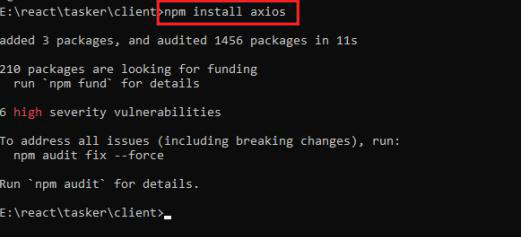 E:\react\tasker\client>npm install axios
added 3 packages, and audited 1456 packages in 11s
210 packages are looking for funding
  run `npm fund` for details
6 high severity vulnerabilities
To address all issues (including breaking changes), run:
  npm audit fix --force
Run `npm audit` for details.
E:\react\tasker\client>